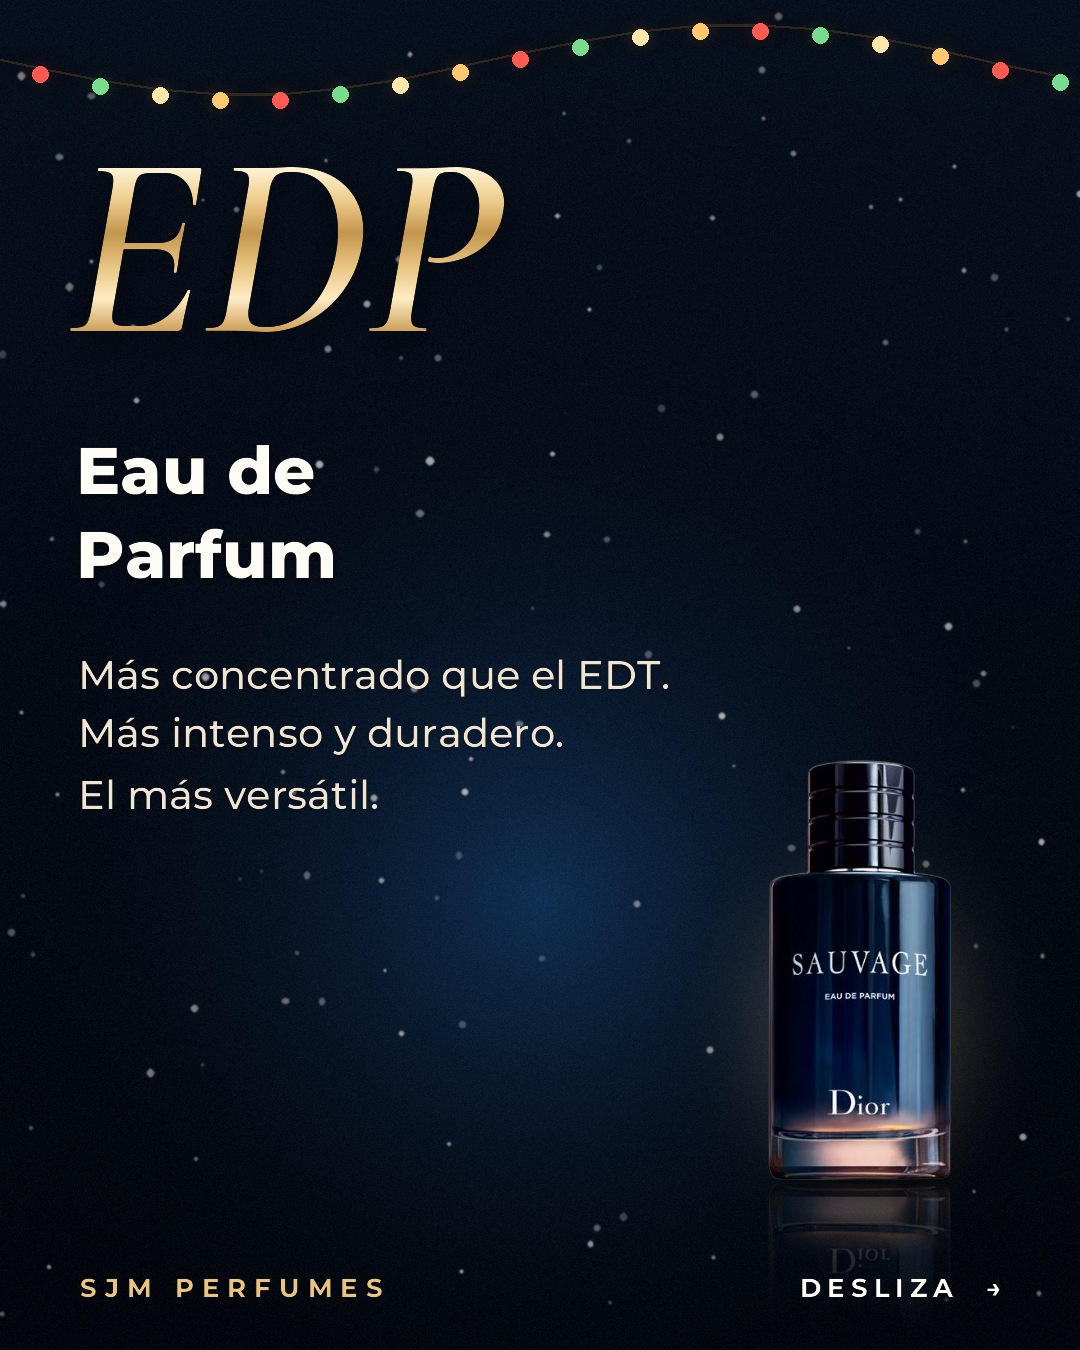 EDP
Eau de
Parfum
Más concentrado que el EDT.
Más intenso y duradero.
El más versátil.
SAUVAGE
EAU DE PARFUM
Dior
SJM PERFUMES
DESLIZA →